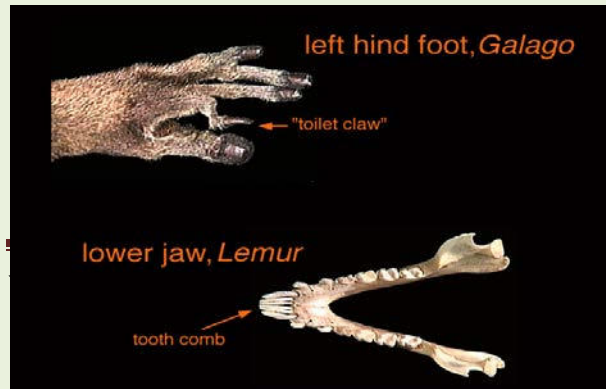 left hind foot, Galago
"toilet claw"
lower jaw, Lemur
tooth comb